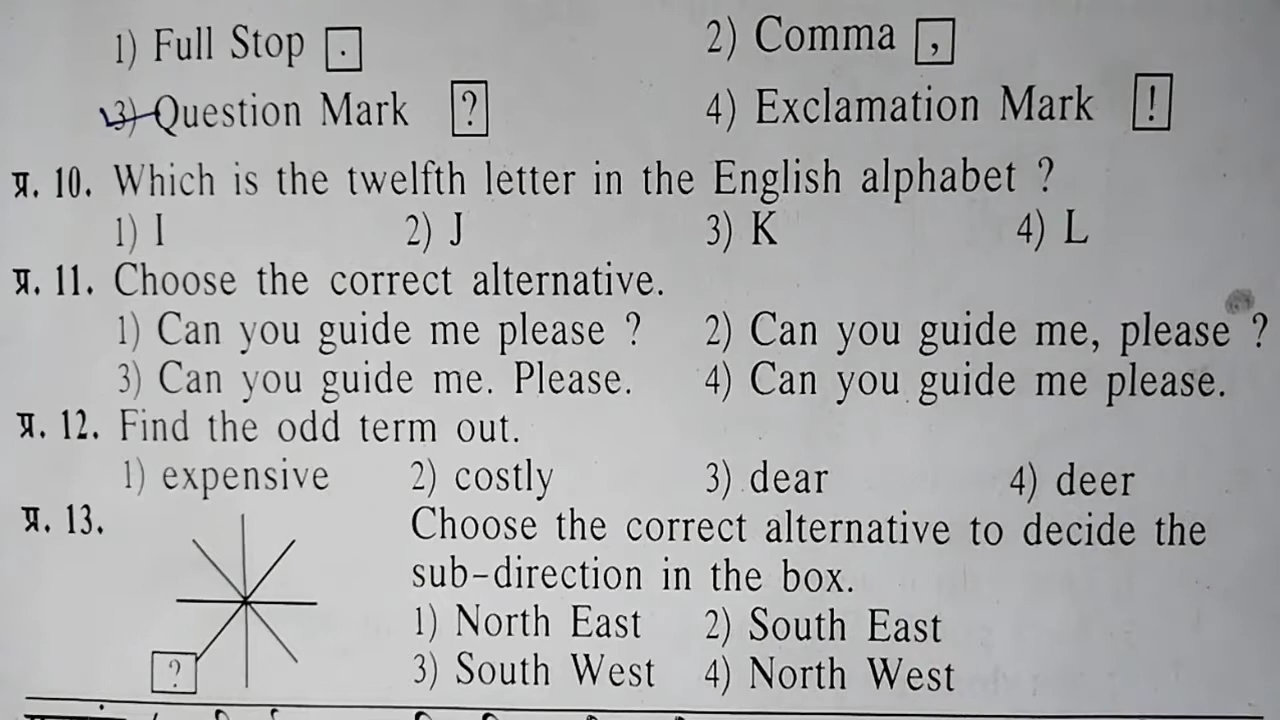 1) Full Stop . 2) Comma ,
3) Question Mark ? 4) Exclamation Mark !
प्र. 10. Which is the twelfth letter in the English alphabet ?
1) I 2) J 3) K 4) L
प्र. 11. Choose the correct alternative.
1) Can you guide me please ? 2) Can you guide me, please ?
3) Can you guide me. Please. 4) Can you guide me please.
प्र. 12. Find the odd term out.
1) expensive 2) costly 3) dear 4) deer
प्र. 13. Choose the correct alternative to decide the
sub-direction in the box.
1) North East 2) South East
3) South West 4) North West
?